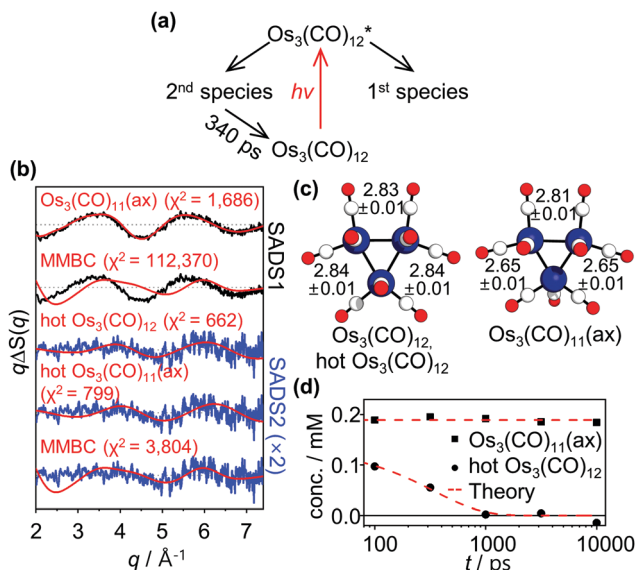 (a)
Os₃(CO)₁₂*
2ⁿᵈ species
hν
1ˢᵗ species
340 ps
Os₃(CO)₁₂
(b)
Os₃(CO)₁₁(ax) (χ² = 1,686)
MMBC (χ² = 112,370)
hot Os₃(CO)₁₂ (χ² = 662)
hot Os₃(CO)₁₁(ax)
(χ² = 799)
MMBC (χ² = 3,804)
qΔS(q)
SADS1
SADS2 (×2)
2 3 4 5 6 7
q / Å⁻¹
(c)
2.83
±0.01
2.84
±0.01
2.84
±0.01
Os₃(CO)₁₂,
hot Os₃(CO)₁₂
2.81
±0.01
2.65
±0.01
2.65
±0.01
Os₃(CO)₁₁(ax)
(d)
conc. / mM
0.2
0.1
0.0
Os₃(CO)₁₁(ax)
hot Os₃(CO)₁₂
Theory
100 1000 10000
t / ps